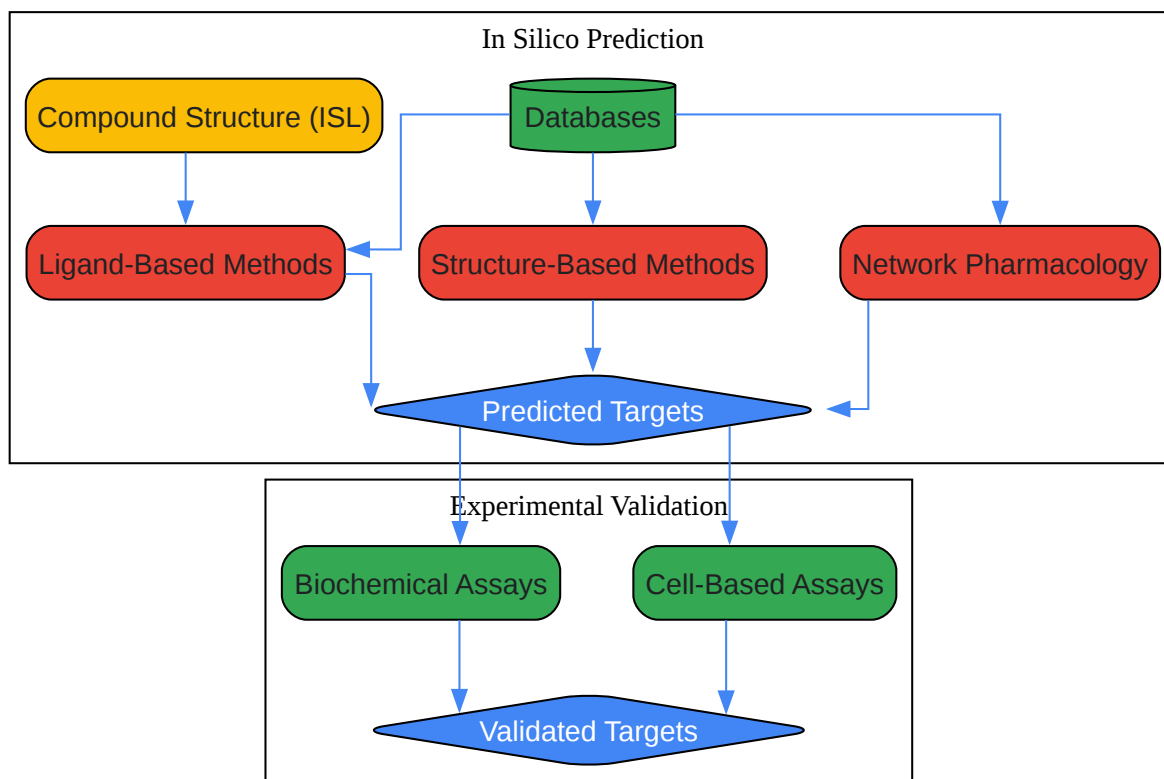 In Silico Prediction
Compound Structure (ISL)
Databases
Ligand-Based Methods
Structure-Based Methods
Network Pharmacology
Predicted Targets
Experimental Validation
Biochemical Assays
Cell-Based Assays
Validated Targets